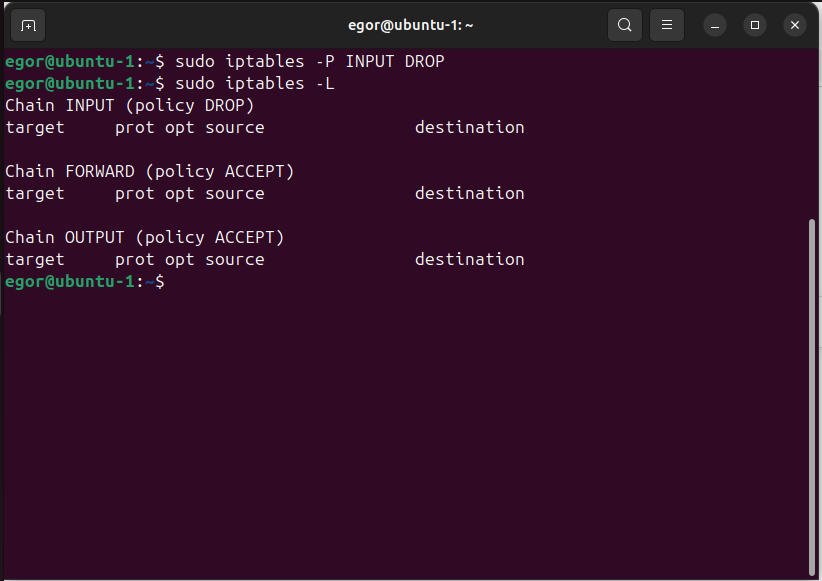 egor@ubuntu-1: ~
egor@ubuntu-1:~$ sudo iptables -P INPUT DROP
egor@ubuntu-1:~$ sudo iptables -L
Chain INPUT (policy DROP)
target     prot opt source               destination

Chain FORWARD (policy ACCEPT)
target     prot opt source               destination

Chain OUTPUT (policy ACCEPT)
target     prot opt source               destination
egor@ubuntu-1:~$